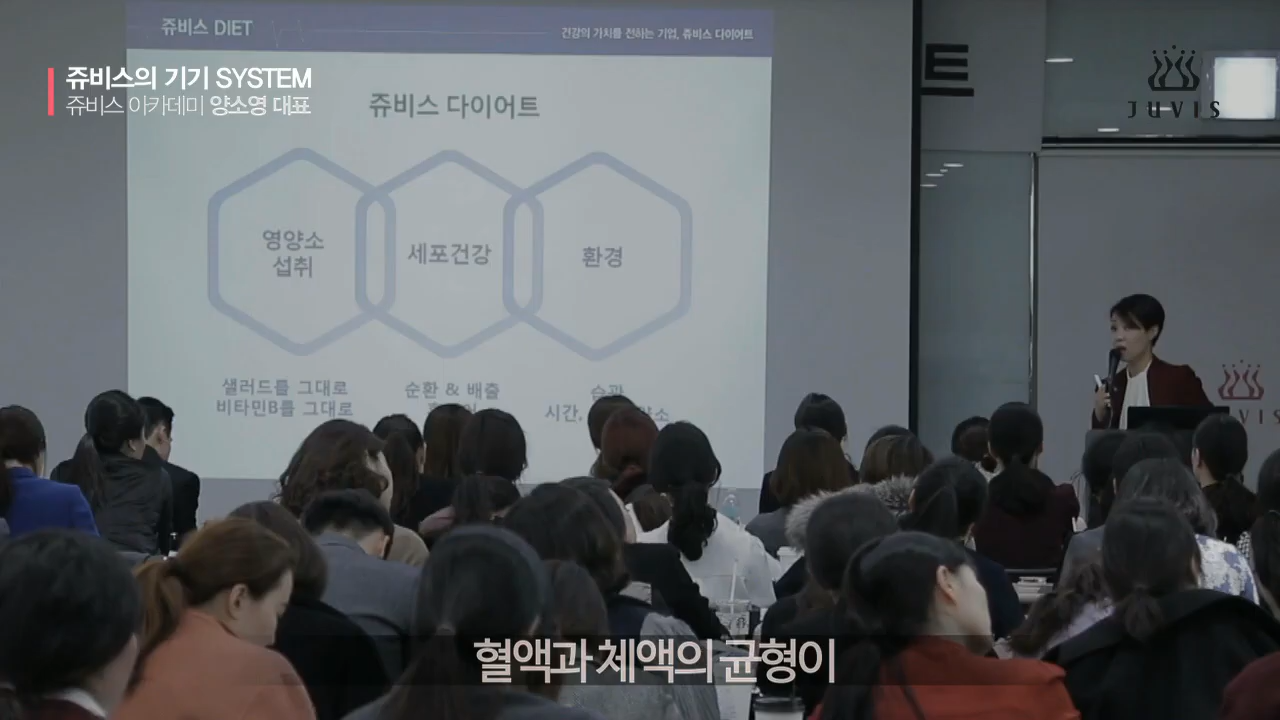 쥬비스 DIET
건강의 가치를 전하는 기업, 쥬비스 다이어트
쥬비스의 기기 SYSTEM
쥬비스 아카데미 양소영 대표
트
JUVIS
쥬비스 다이어트
영양소
섭취
세포건강
환경
샐러드를 그대로
비타민B를 그대로
순환 & 배출
습관
시간,
혈액과 체액의 균형이